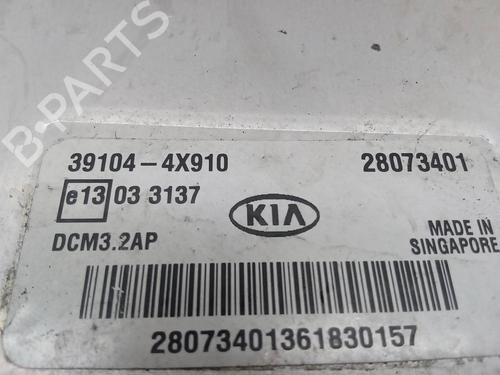 B-PARTS
39104-4X910 28073401
e13 03 3137
KIA
DCM3.2AP
MADE IN
SINGAPORE
28073401361830157